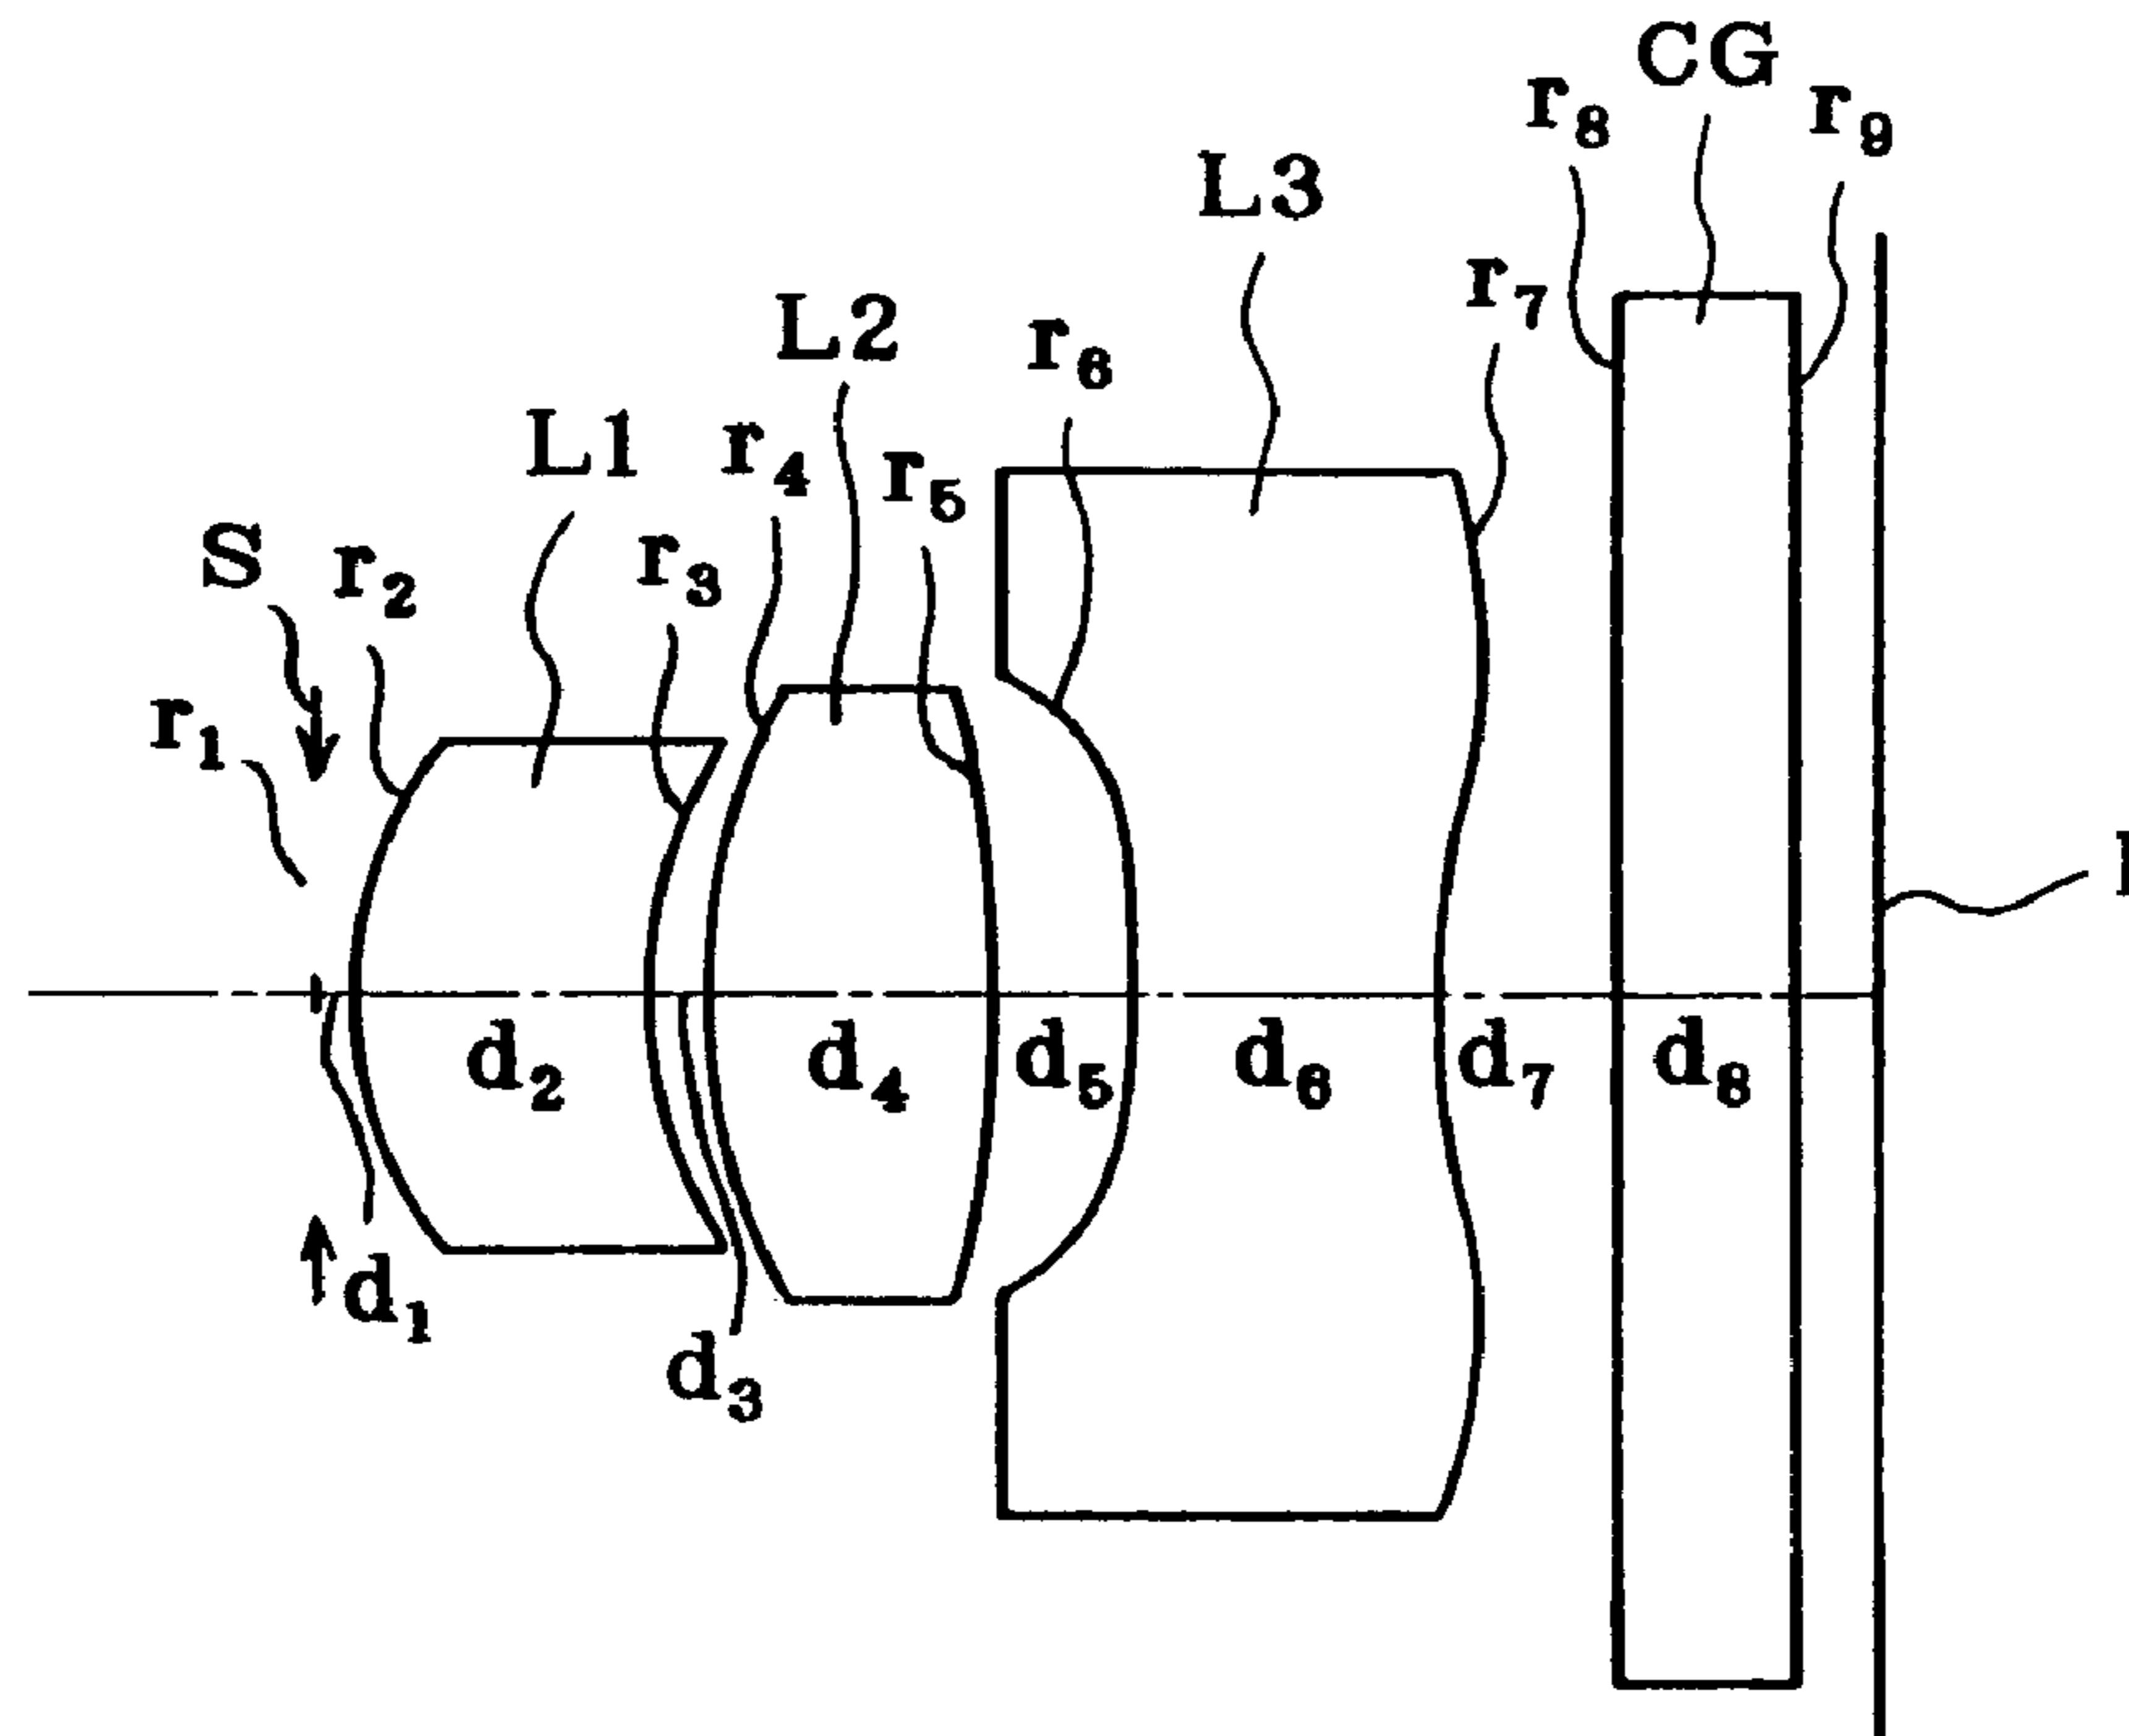 CG
r₈
r₉
L3
r₇
L2
r₆
L1
r₄
r₅
S
r₂
r₃
r₁
d₂
d₄
d₅
d₆
d₇
d₈
d₁
d₃